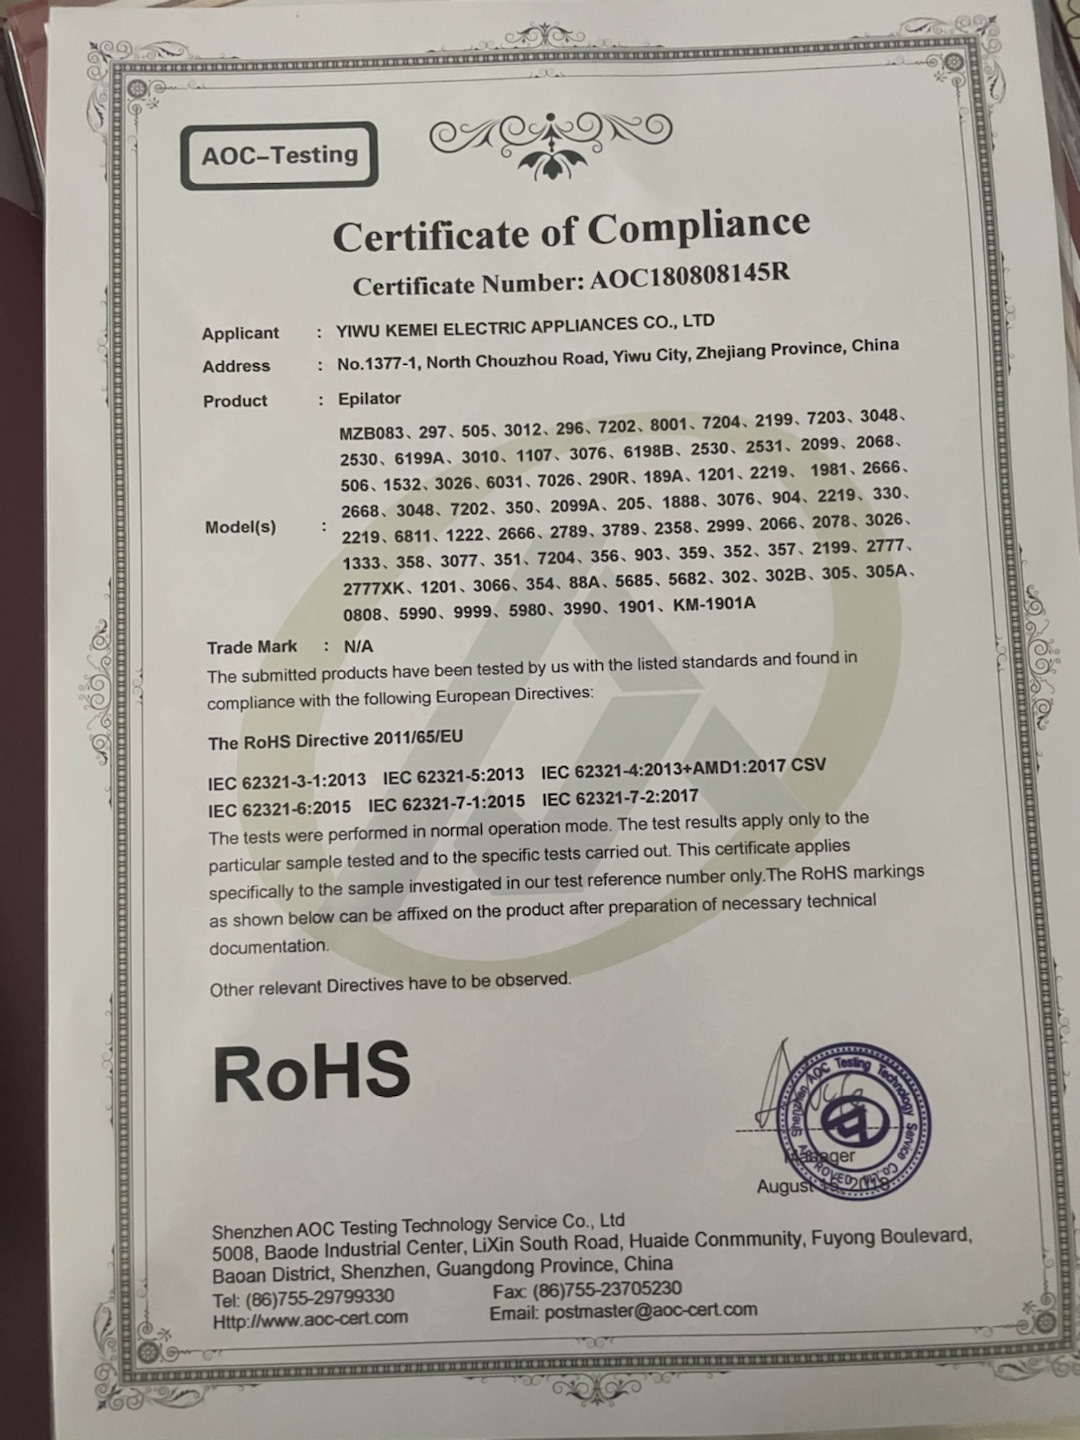 AOC-Testing
Certificate of Compliance
Certificate Number: AOC180808145R
Applicant : YIWU KEMEI ELECTRIC APPLIANCES CO., LTD
Address : No.1377-1, North Chouzhou Road, Yiwu City, Zhejiang Province, China
Product : Epilator
Model(s) :
MZB083、297、505、3012、296、7202、8001、7204、2199、7203、3048、
2530、6199A、3010、1107、3076、6198B、2530、2531、2099、2068、
506、1532、3026、6031、7026、290R、189A、1201、2219、1981、2666、
2668、3048、7202、350、2099A、205、1888、3076、904、2219、330、
2219、6811、1222、2666、2789、3789、2358、2999、2066、2078、3026、
1333、358、3077、351、7204、356、903、359、352、357、2199、2777、
2777XK、1201、3066、354、88A、5685、5682、302、302B、305、305A、
0808、5990、9999、5980、3990、1901、KM-1901A
Trade Mark : N/A
The submitted products have been tested by us with the listed standards and found in
compliance with the following European Directives:
The RoHS Directive 2011/65/EU
IEC 62321-3-1:2013 IEC 62321-5:2013 IEC 62321-4:2013+AMD1:2017 CSV
IEC 62321-6:2015 IEC 62321-7-1:2015 IEC 62321-7-2:2017
The tests were performed in normal operation mode. The test results apply only to the
particular sample tested and to the specific tests carried out. This certificate applies
specifically to the sample investigated in our test reference number only.The RoHS markings
as shown below can be affixed on the product after preparation of necessary technical
documentation.
Other relevant Directives have to be observed.
RoHS
Shenzhen AOC Testing Technology Service Co., Ltd
APPROVED
Manager
August 2018
Shenzhen AOC Testing Technology Service Co., Ltd
5008, Baode Industrial Center, LiXin South Road, Huaide Conmmunity, Fuyong Boulevard,
Baoan District, Shenzhen, Guangdong Province, China
Tel: (86)755-29799330 Fax: (86)755-23705230
Http://www.aoc-cert.com Email: postmaster@aoc-cert.com